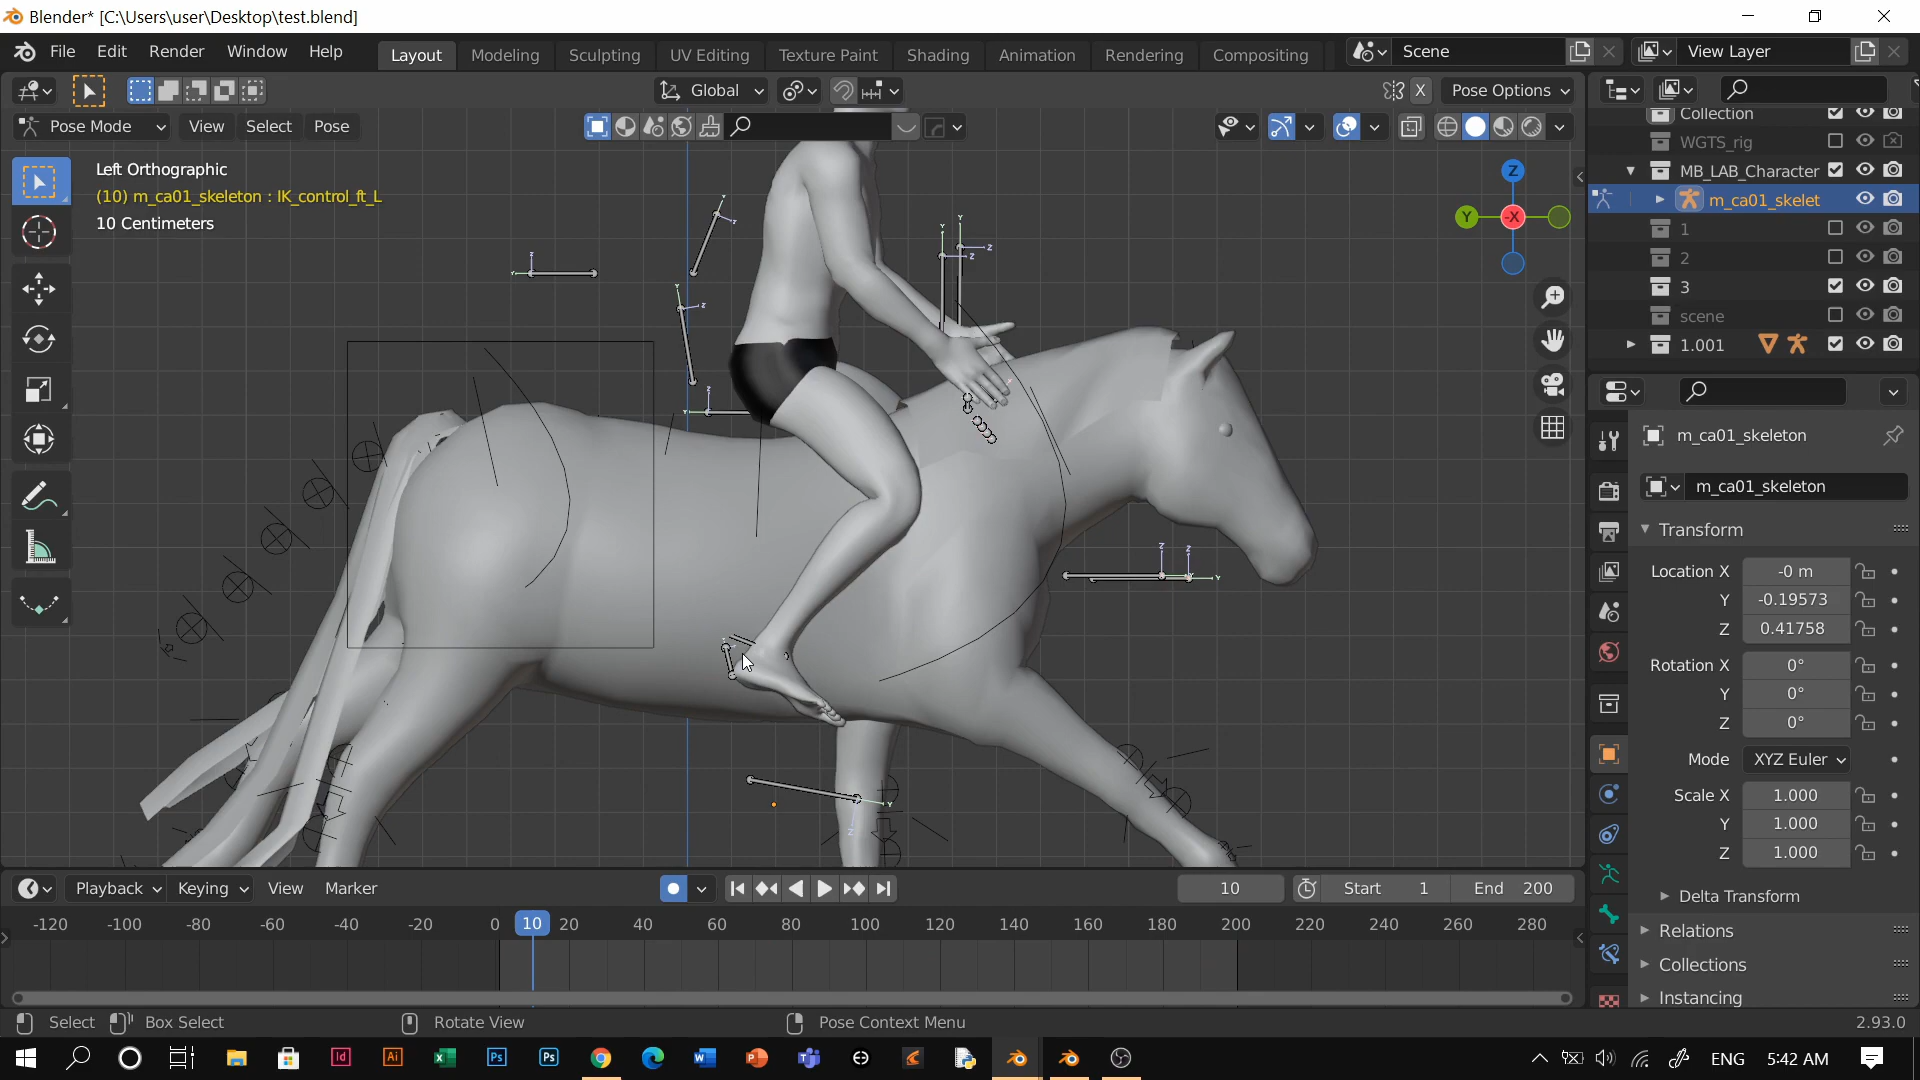 Blender* [C:\Users\user\Desktop\test.blend]
File Edit Render Window Help
Layout Modeling Sculpting UV Editing Texture Paint Shading Animation Rendering Compositing
Scene
View Layer
Global
X
Pose Options
Pose Mode View Select Pose
Left Orthographic
(10) m_ca01_skeleton : IK_control_ft_L
10 Centimeters
Z
Y
-X
Collection
WGTS_rig
MB_LAB_Character
m_ca01_skelet
1
2
3
scene
1.001
m_ca01_skeleton
m_ca01_skeleton
Transform
Location X -0 m
Y -0.19573
Z 0.41758
Rotation X 0°
Y 0°
Z 0°
Mode XYZ Euler
Scale X 1.000
Y 1.000
Z 1.000
Delta Transform
Relations
Collections
Instancing
Playback Keying View Marker
10
Start 1
End 200
-120 -100 -80 -60 -40 -20 0 10 20 40 60 80 100 120 140 160 180 200 220 240 260 280
Select Box Select Rotate View Pose Context Menu
2.93.0
ENG 5:42 AM